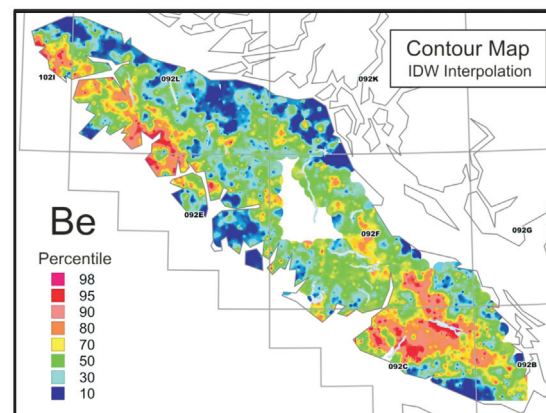 Contour Map
IDW Interpolation
102I
092L
092K
092E
Be
092F
092G
Percentile
98
95
90
80
70
50
30
10
092C
092B